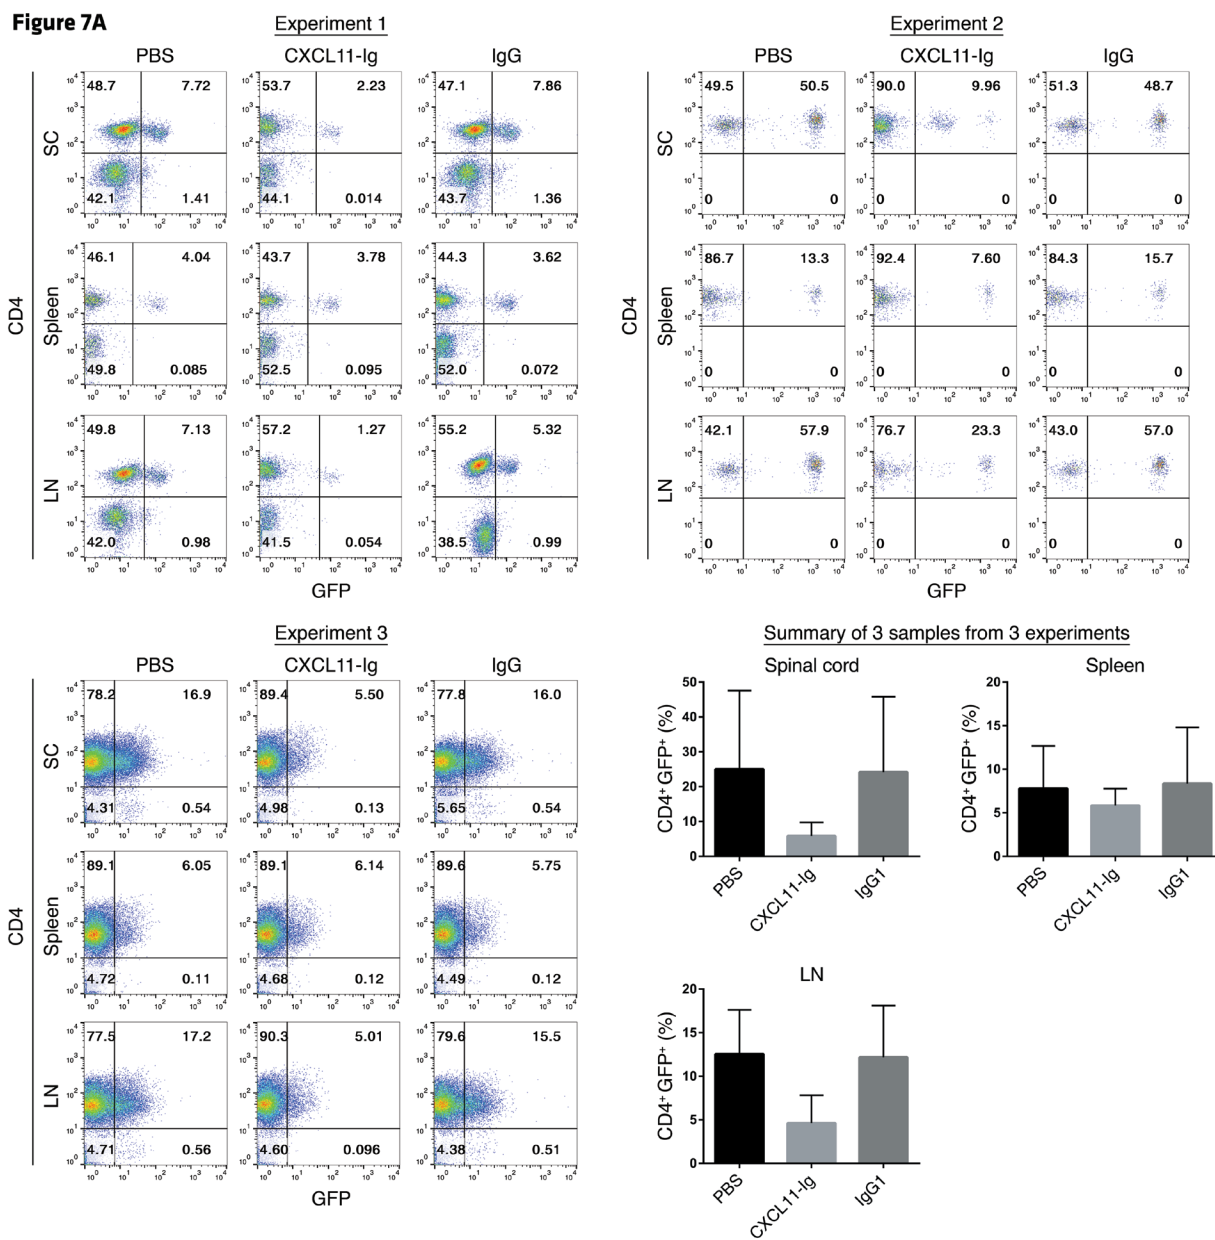 Figure 7A
Experiment 1
PBS CXCL11-Ig IgG
CD4
SC
48.7 7.72 53.7 2.23 47.1 7.86
42.1 1.41 44.1 0.014 43.7 1.36
Spleen
46.1 4.04 43.7 3.78 44.3 3.62
49.8 0.085 52.5 0.095 52.0 0.072
LN
49.8 7.13 57.2 1.27 55.2 5.32
42.0 0.98 41.5 0.054 38.5 0.99
GFP
Experiment 2
PBS CXCL11-Ig IgG
CD4
SC
49.5 50.5 90.0 9.96 51.3 48.7
0 0 0 0 0 0
Spleen
86.7 13.3 92.4 7.60 84.3 15.7
0 0 0 0 0 0
LN
42.1 57.9 76.7 23.3 43.0 57.0
0 0 0 0 0 0
GFP
Experiment 3
PBS CXCL11-Ig IgG
CD4
SC
78.2 16.9 89.4 5.50 77.8 16.0
4.31 0.54 4.98 0.13 5.65 0.54
Spleen
89.1 6.05 89.1 6.14 89.6 5.75
4.72 0.11 4.68 0.12 4.49 0.12
LN
77.5 17.2 90.3 5.01 79.6 15.5
4.71 0.56 4.60 0.096 4.38 0.51
GFP
Summary of 3 samples from 3 experiments
Spinal cord
CD4+ GFP+ (%)
50
40
30
20
10
0
PBS CXCL11-Ig IgG1
Spleen
CD4+ GFP+ (%)
20
15
10
5
0
PBS CXCL11-Ig IgG1
LN
CD4+ GFP+ (%)
20
15
10
5
0
PBS CXCL11-Ig IgG1